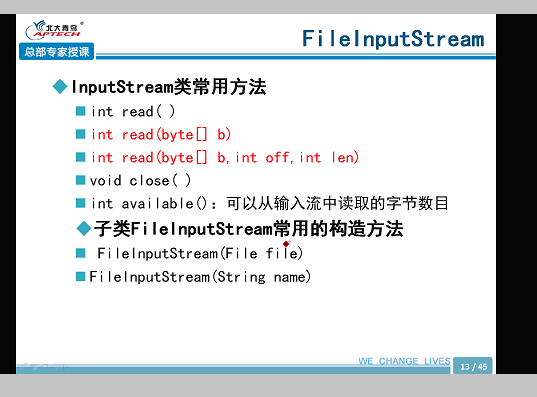 北大青鸟
APTECH
总部专家授课
FileInputStream
InputStream类常用方法
int read( )
int read(byte[] b)
int read(byte[] b,int off,int len)
void close( )
int available()：可以从输入流中读取的字节数目
子类FileInputStream常用的构造方法
FileInputStream(File file)
FileInputStream(String name)
WE CHANGE LIVES
13 / 45